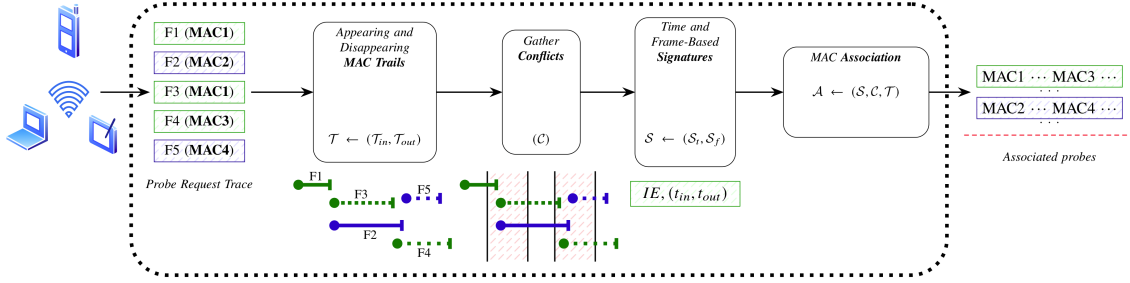 F1 (MAC1)
F2 (MAC2)
F3 (MAC1)
F4 (MAC3)
F5 (MAC4)
Probe Request Trace
Appearing and
Disappearing
MAC Trails
𝒯 ← (𝒯in, 𝒯out)
Gather
Conflicts
(𝒞)
Time and
Frame-Based
Signatures
𝒮 ← (𝒮t, 𝒮f)
MAC Association
𝒜 ← (𝒮, 𝒞, 𝒯)
MAC1 ··· MAC3 ···
···
MAC2 ··· MAC4 ···
···
Associated probes
F1
F3
F5
F2
F4
IE, (tin, tout)